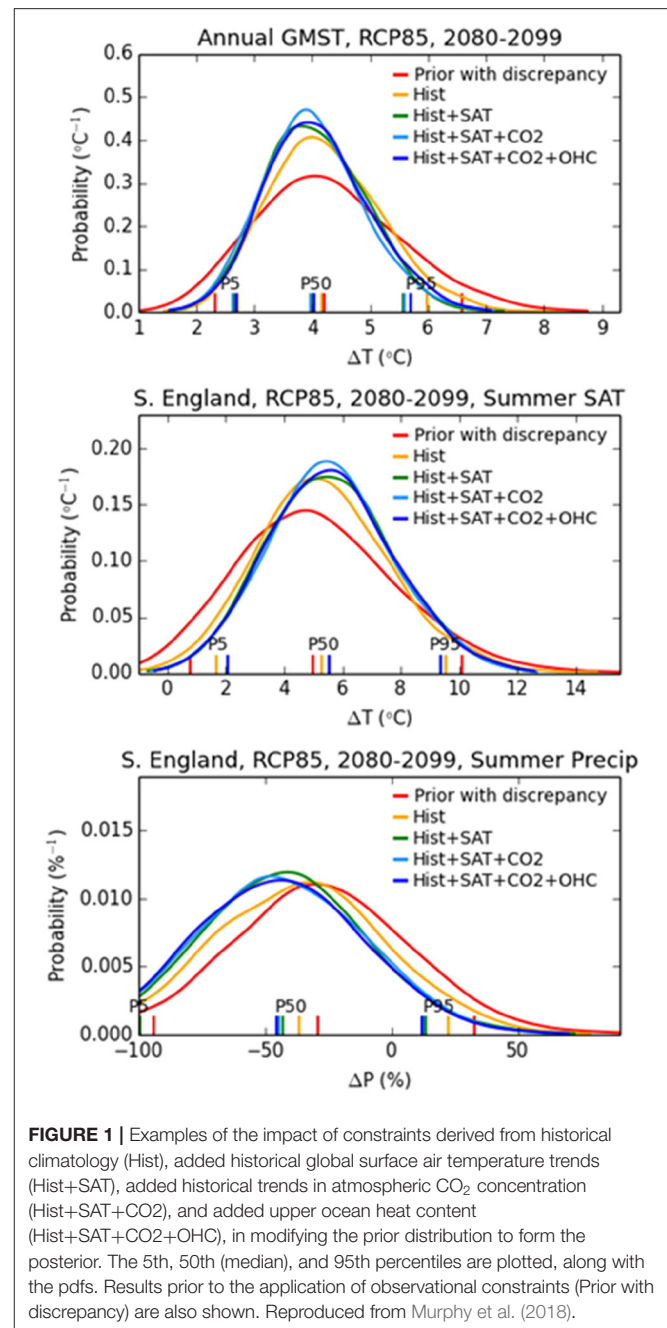 Annual GMST, RCP85, 2080-2099
0.6
0.5
0.4
0.3
0.2
0.1
0.0
Probability (°C⁻¹)
Prior with discrepancy
Hist
Hist+SAT
Hist+SAT+CO2
Hist+SAT+CO2+OHC
P5
P50
P95
1 2 3 4 5 6 7 8 9
ΔT (°C)
S. England, RCP85, 2080-2099, Summer SAT
0.20
0.15
0.10
0.05
0.00
Probability (°C⁻¹)
Prior with discrepancy
Hist
Hist+SAT
Hist+SAT+CO2
Hist+SAT+CO2+OHC
P5
P50
P95
0 2 4 6 8 10 12 14
ΔT (°C)
S. England, RCP85, 2080-2099, Summer Precip
0.015
0.010
0.005
0.000
Probability (%⁻¹)
Prior with discrepancy
Hist
Hist+SAT
Hist+SAT+CO2
Hist+SAT+CO2+OHC
P5
P50
P95
−100 −50 0 50
ΔP (%)
FIGURE 1 | Examples of the impact of constraints derived from historical
climatology (Hist), added historical global surface air temperature trends
(Hist+SAT), added historical trends in atmospheric CO₂ concentration
(Hist+SAT+CO2), and added upper ocean heat content
(Hist+SAT+CO2+OHC), in modifying the prior distribution to form the
posterior. The 5th, 50th (median), and 95th percentiles are plotted, along with
the pdfs. Results prior to the application of observational constraints (Prior with
discrepancy) are also shown. Reproduced from Murphy et al. (2018).